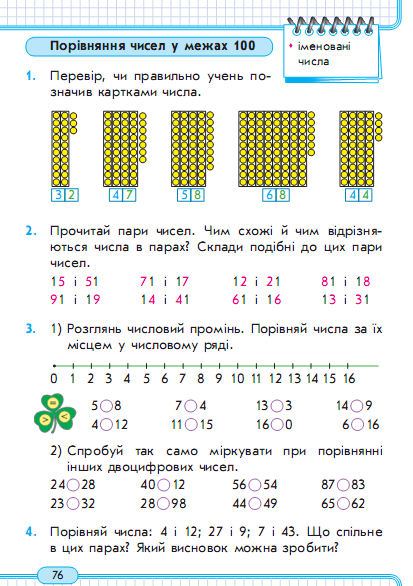 Порівняння чисел у межах 100
• іменовані
числа
1. Перевір, чи правильно учень по-
значив картками числа.
3 2 4 7 5 8 6 8 4 4
2. Прочитай пари чисел. Чим схожі й чим відрізня-
ються числа в парах? Склади подібні до цих пари
чисел.
15 і 51 71 і 17 12 і 21 81 і 18
91 і 19 14 і 41 61 і 16 13 і 31
3. 1) Розглянь числовий промінь. Порівняй числа за їх
місцем у числовому ряді.
0 1 2 3 4 5 6 7 8 9 10 11 12 13 14 15 16
= > <
5○8 7○4 13○3 14○9
4○12 11○15 16○0 6○16
2) Спробуй так само міркувати при порівнянні
інших двоцифрових чисел.
24○28 40○12 56○54 87○83
23○32 28○98 44○49 65○62
4. Порівняй числа: 4 і 12; 27 і 9; 7 і 43. Що спільне
в цих парах? Який висновок можна зробити?
76